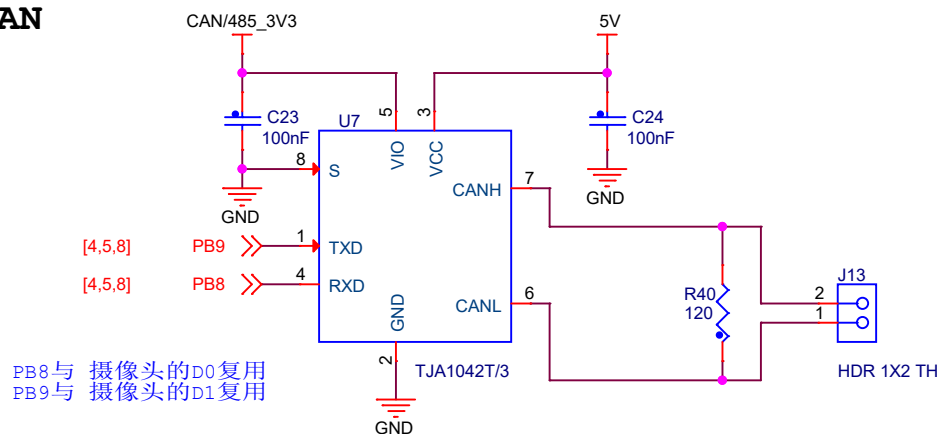 AN
CAN/485_3V3
5V
C23
100nF
C24
100nF
U7
5
3
VIO
VCC
8
S
GND
GND
CANH
7
[4,5,8]
PB9
1
TXD
[4,5,8]
PB8
4
RXD
CANL
6
GND
2
R40
120
J13
2
1
TJA1042T/3
HDR 1X2 TH
PB8与 摄像头的D0复用
PB9与 摄像头的D1复用
GND